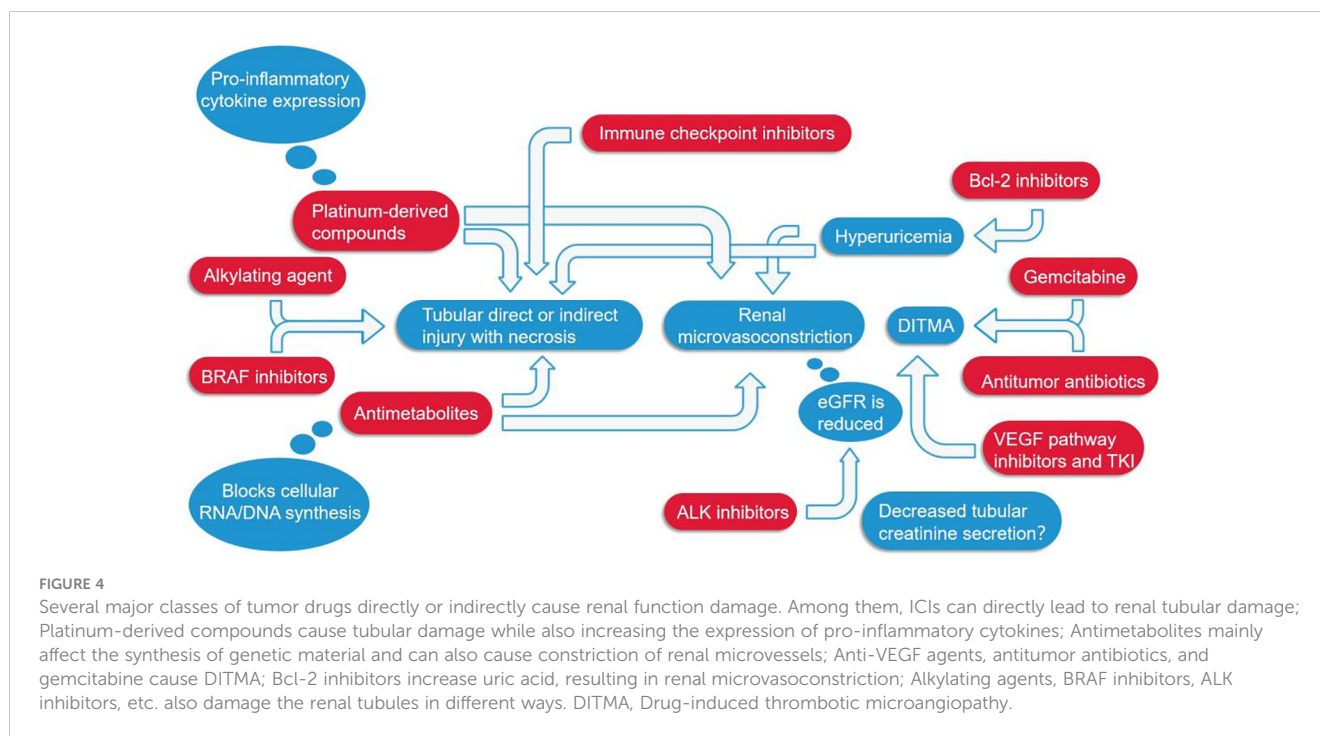 Pro-inflammatory
cytokine expression
Immune checkpoint inhibitors
Bcl-2 inhibitors
Platinum-derived
compounds
Hyperuricemia
Alkylating agent
Gemcitabine
Tubular direct or indirect
injury with necrosis
Renal
microvasoconstriction
DITMA
BRAF inhibitors
Antitumor antibiotics
Antimetabolites
eGFR is
reduced
VEGF pathway
inhibitors and TKI
Blocks cellular
RNA/DNA synthesis
ALK inhibitors
Decreased tubular
creatinine secretion?
FIGURE 4
Several major classes of tumor drugs directly or indirectly cause renal function damage. Among them, ICIs can directly lead to renal tubular damage;
Platinum-derived compounds cause tubular damage while also increasing the expression of pro-inflammatory cytokines; Antimetabolites mainly
affect the synthesis of genetic material and can also cause constriction of renal microvessels; Anti-VEGF agents, antitumor antibiotics, and
gemcitabine cause DITMA; Bcl-2 inhibitors increase uric acid, resulting in renal microvasoconstriction; Alkylating agents, BRAF inhibitors, ALK
inhibitors, etc. also damage the renal tubules in different ways. DITMA, Drug-induced thrombotic microangiopathy.